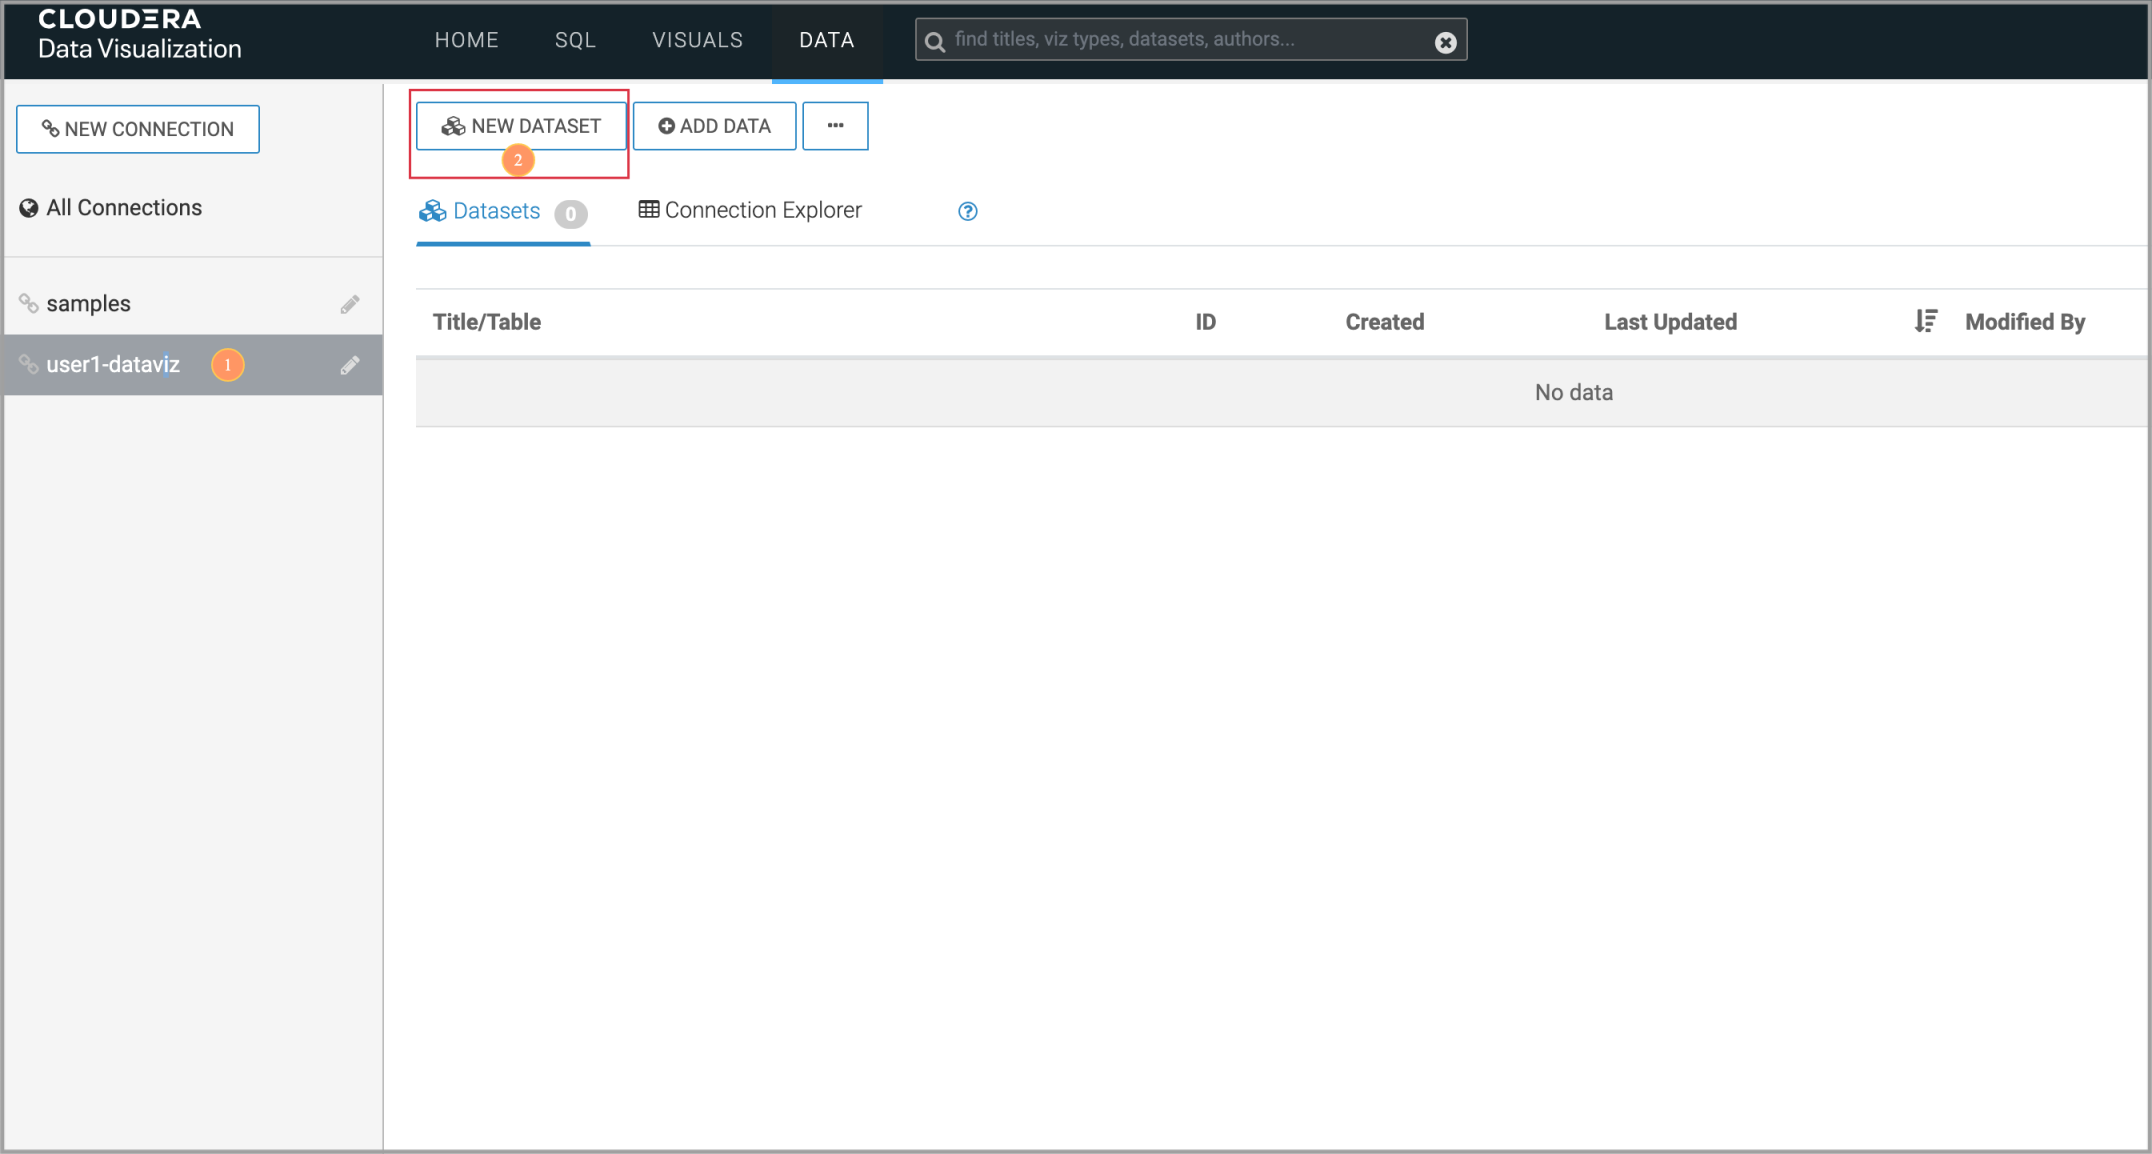 CLOUDERA
Data Visualization
HOME SQL VISUALS DATA find titles, viz types, datasets, authors...
NEW CONNECTION
All Connections
samples
user1-dataviz 1
NEW DATASET ADD DATA ...
2
Datasets 0 Connection Explorer ?
Title/Table ID Created Last Updated Modified By
No data